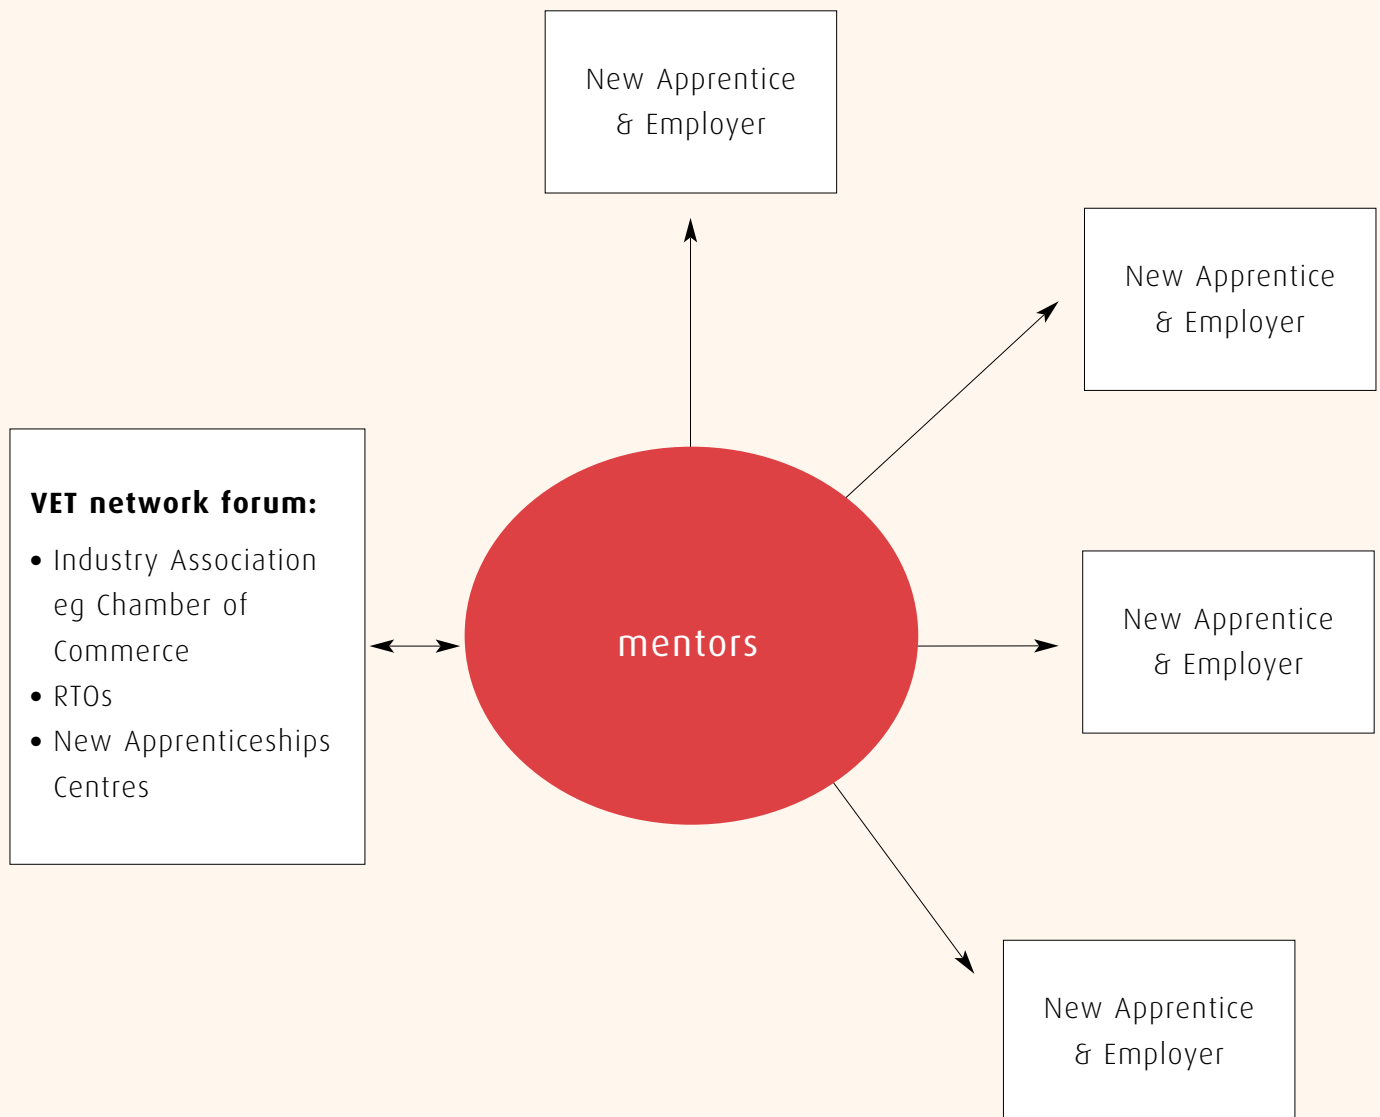 New Apprentice
& Employer
New Apprentice
& Employer
VET network forum:
• Industry Association
eg Chamber of
Commerce
• RTOs
• New Apprenticeships
Centres
mentors
New Apprentice
& Employer
New Apprentice
& Employer